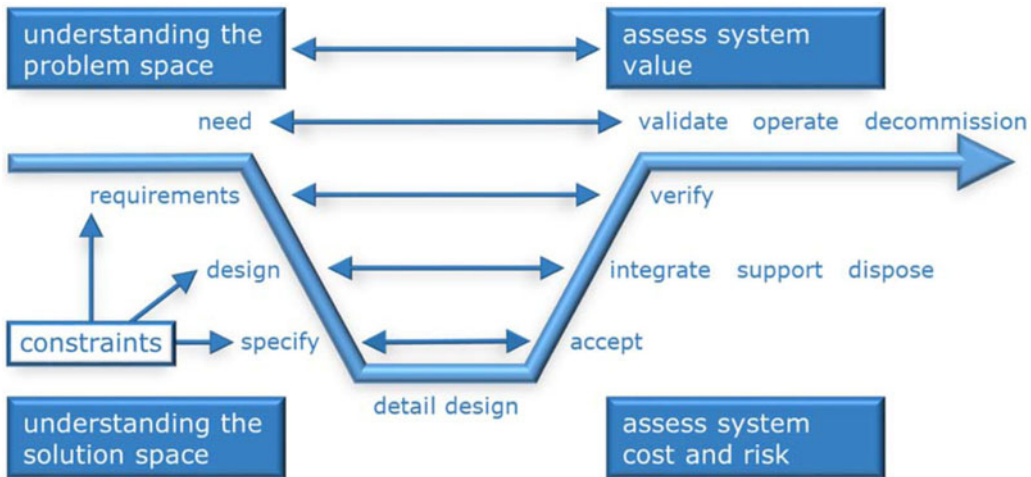 understanding the
problem space
assess system
value
need
validate operate decommission
requirements
verify
design
integrate support dispose
constraints
specify
accept
detail design
understanding the
solution space
assess system
cost and risk